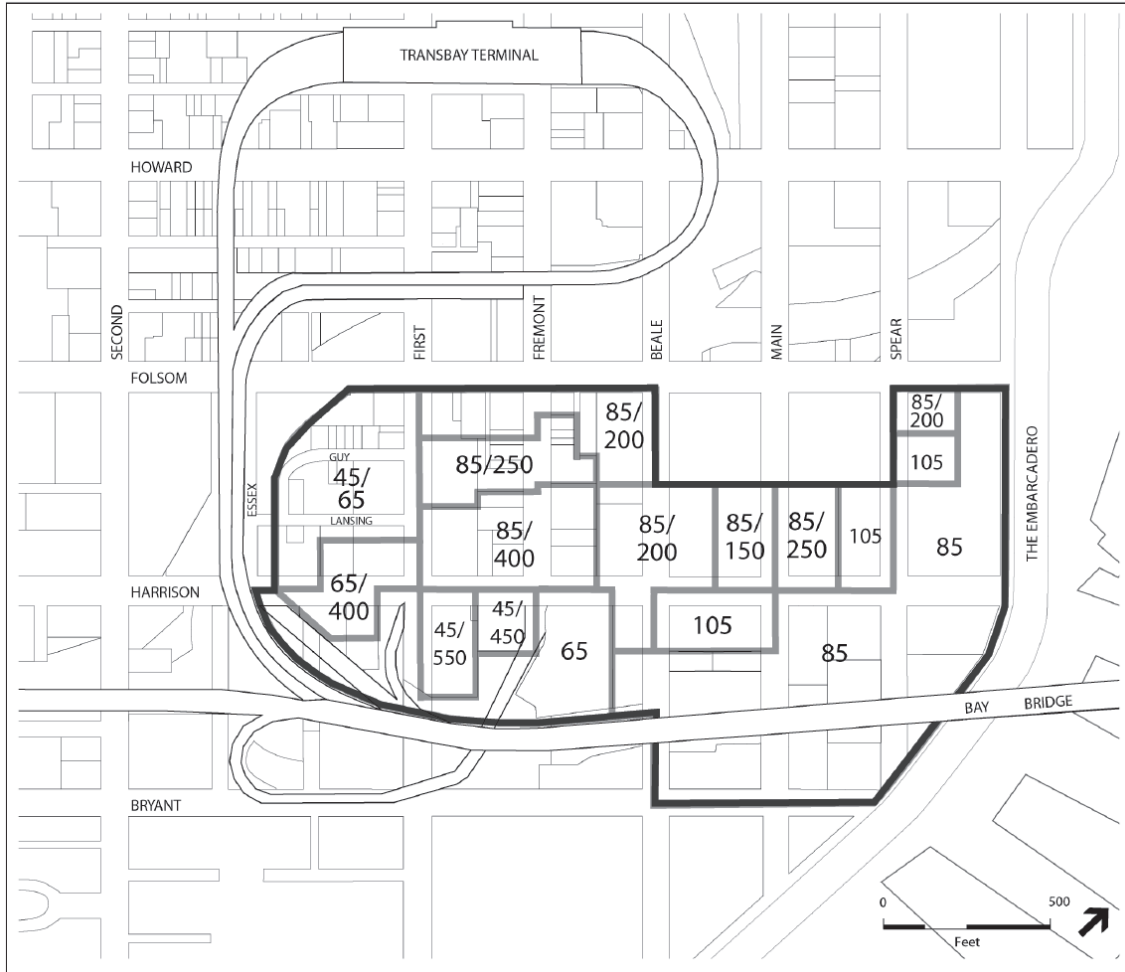 TRANSBAY TERMINAL
HOWARD
SECOND
FIRST
FREMONT
BEALE
MAIN
SPEAR
FOLSOM
85/
200
85/
200
THE EMBARCADERO
GUY
45/
65
85/250
105
ESSEX
LANSING
85/
400
85/
200
85/
150
85/
250
105
85
HARRISON
65/
400
45/
550
45/
450
65
105
85
BAY BRIDGE
BRYANT
0 500
Feet